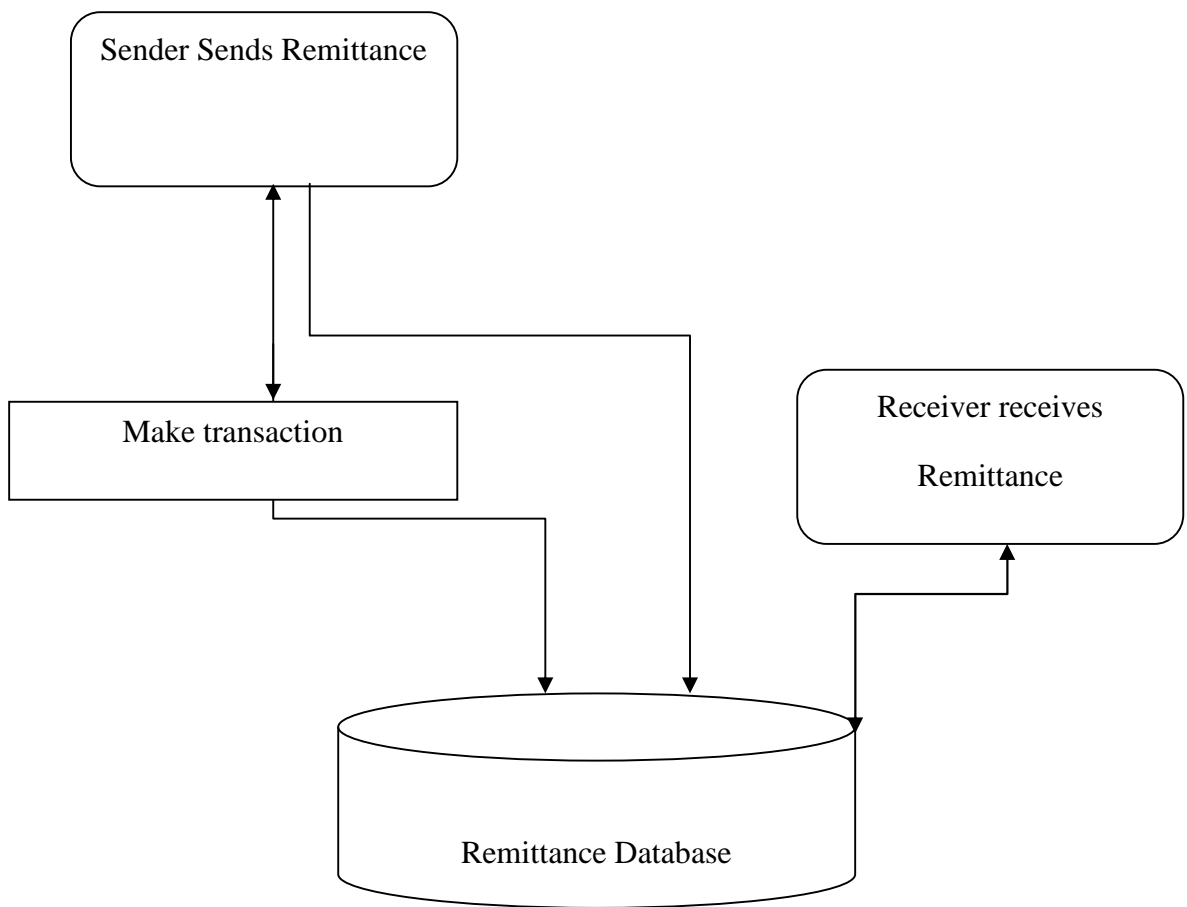 Sender Sends Remittance
Make transaction
Receiver receives
Remittance
Remittance Database